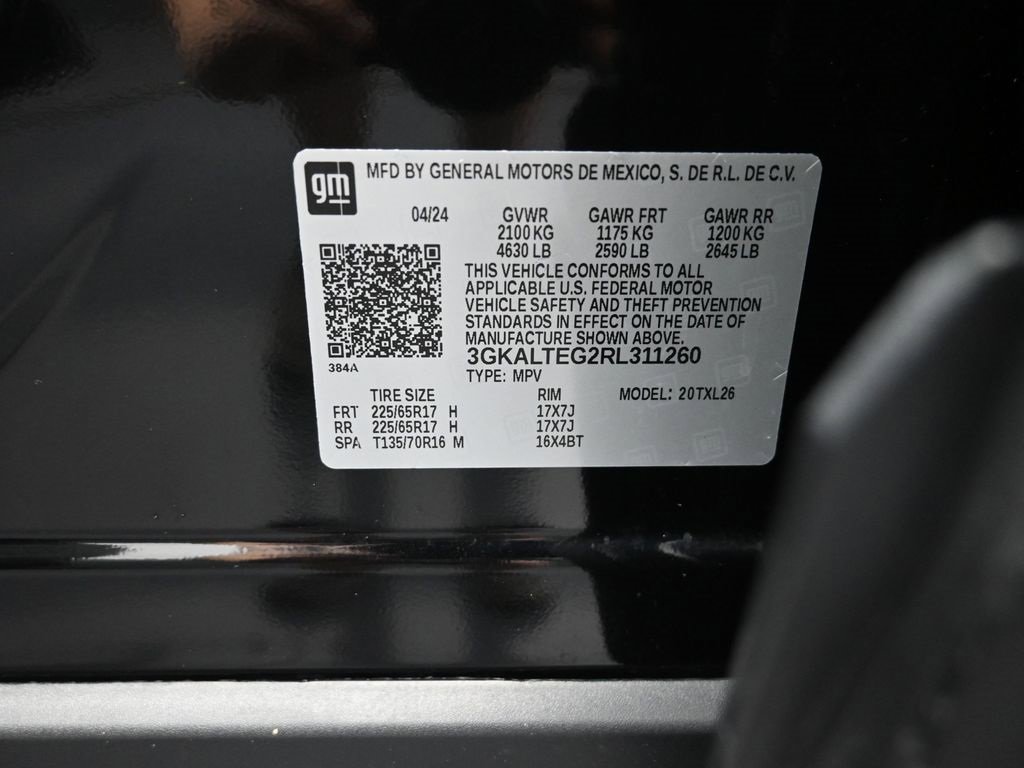 gm
MFD BY GENERAL MOTORS DE MEXICO, S. DE R.L. DE C.V.
04/24 GVWR GAWR FRT GAWR RR
2100 KG 1175 KG 1200 KG
4630 LB 2590 LB 2645 LB
THIS VEHICLE CONFORMS TO ALL
APPLICABLE U.S. FEDERAL MOTOR
VEHICLE SAFETY AND THEFT PREVENTION
STANDARDS IN EFFECT ON THE DATE OF
MANUFACTURE SHOWN ABOVE.
3GKALTEG2RL311260
384A
TYPE: MPV
TIRE SIZE RIM MODEL: 20TXL26
FRT 225/65R17 H 17X7J
RR 225/65R17 H 17X7J
SPA T135/70R16 M 16X4BT